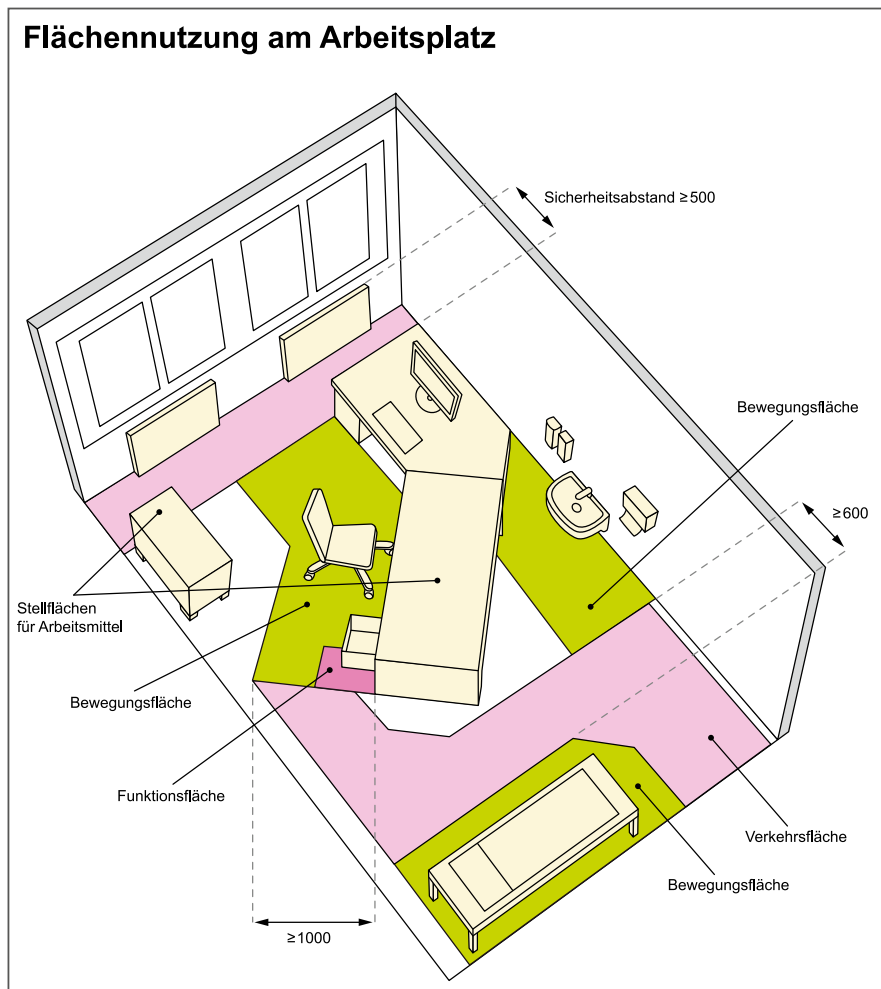 Flächennutzung am Arbeitsplatz
Sicherheitsabstand ≥500
Bewegungsfläche
≥600
Stellflächen
für Arbeitsmittel
Bewegungsfläche
Funktionsfläche
Verkehrsfläche
Bewegungsfläche
≥1000